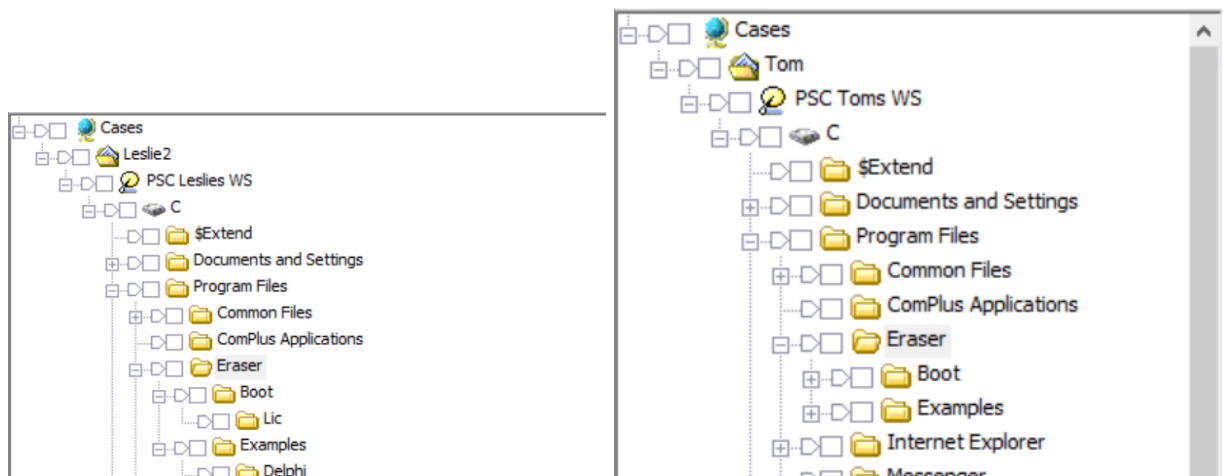 Cases
Leslie2
PSC Leslies WS
C
$Extend
Documents and Settings
Program Files
Common Files
ComPlus Applications
Eraser
Boot
Lic
Examples
Delphi
Cases
Tom
PSC Toms WS
C
$Extend
Documents and Settings
Program Files
Common Files
ComPlus Applications
Eraser
Boot
Examples
Internet Explorer
Messenger